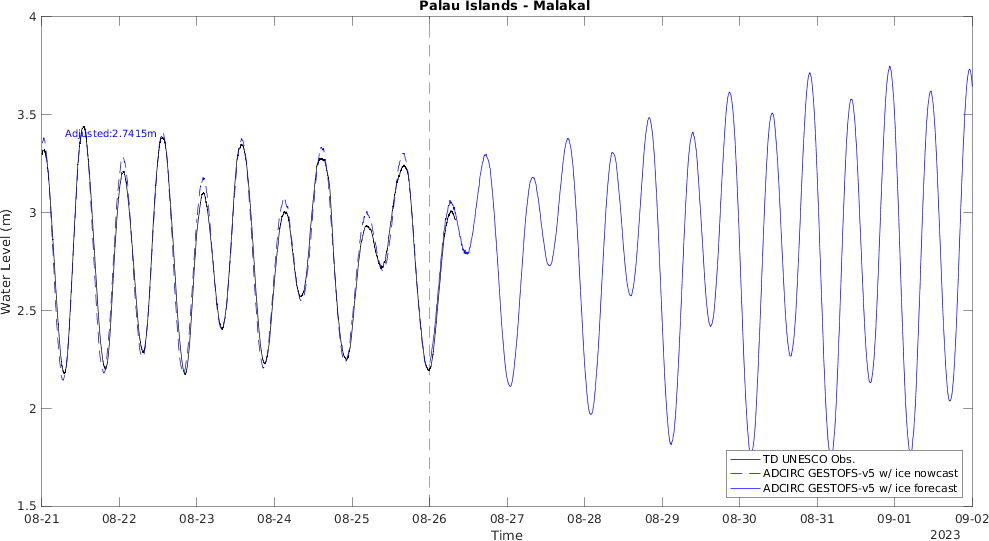 Palau Islands - Malakal
4
3.5
3
2.5
2
1.5
Water Level (m)
Adjusted:2.7415m
TD UNESCO Obs.
ADCIRC GESTOFS-v5 w/ ice nowcast
ADCIRC GESTOFS-v5 w/ ice forecast
08-21 08-22 08-23 08-24 08-25 08-26 08-27 08-28 08-29 08-30 08-31 09-01 09-02
Time
2023